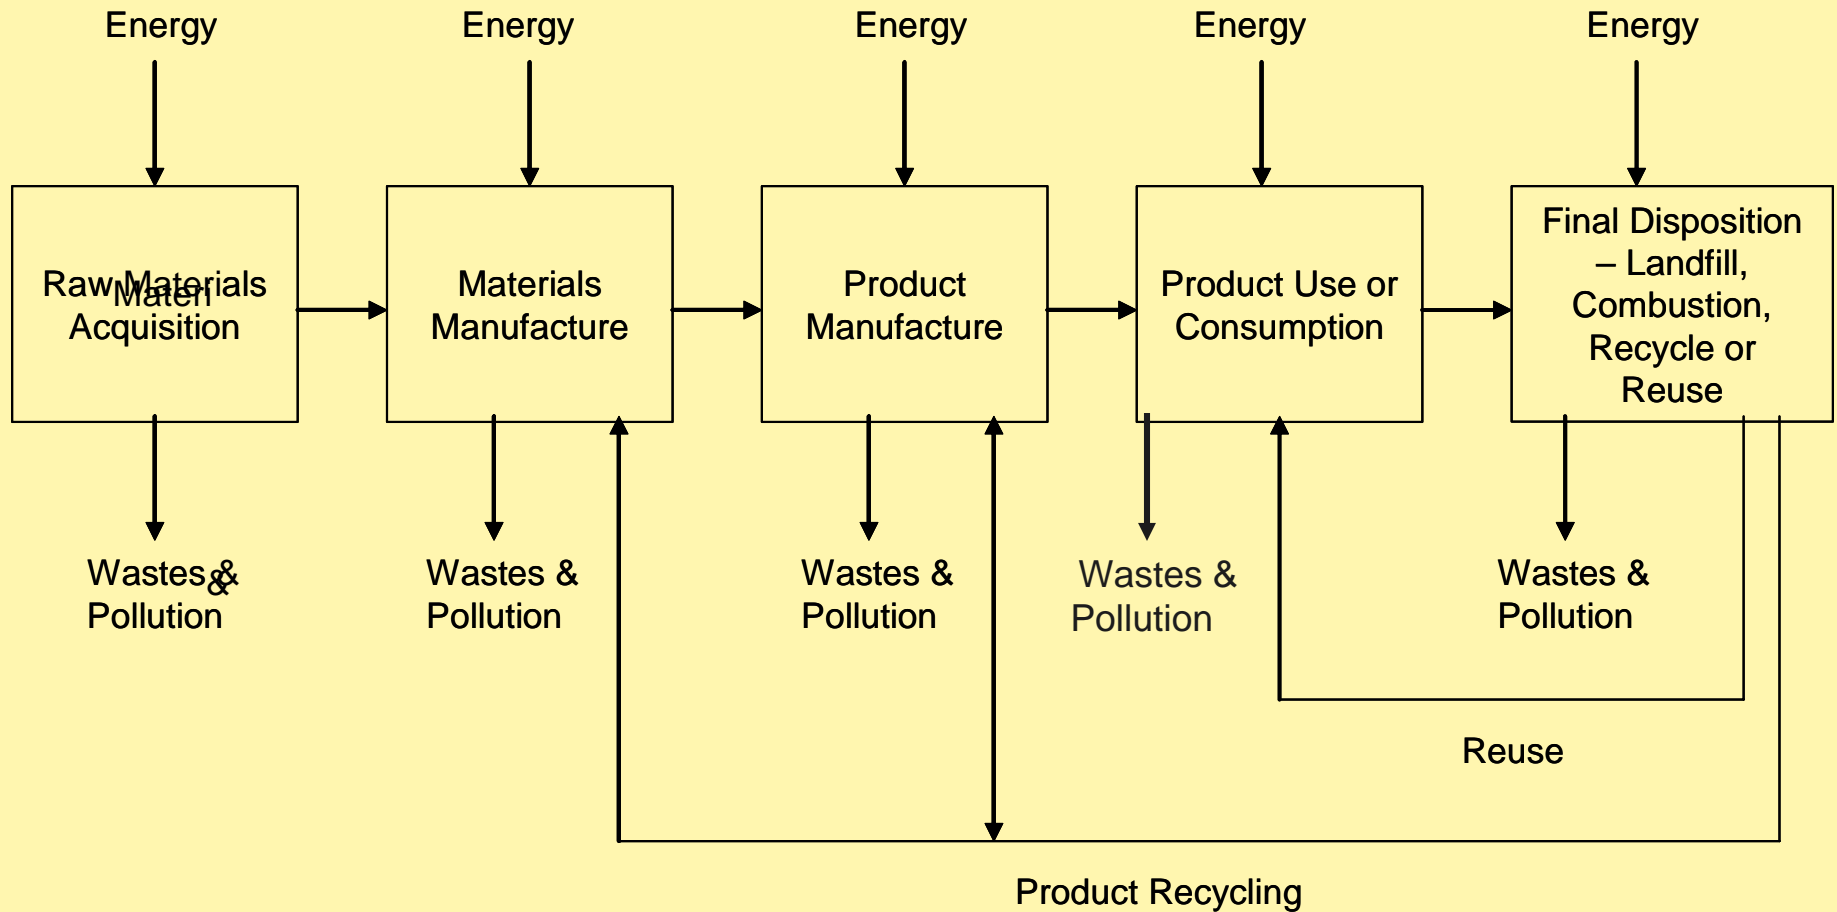 Energy
Energy
Energy
Energy
Energy
Raw Materials
Materi
Acquisition
Materials
Manufacture
Product
Manufacture
Product Use or
Consumption
Final Disposition
– Landfill,
Combustion,
Recycle or
Reuse
Wastes &
&
Pollution
Wastes &
Pollution
Wastes &
Pollution
Wastes &
Pollution
Wastes &
Pollution
Reuse
Product Recycling